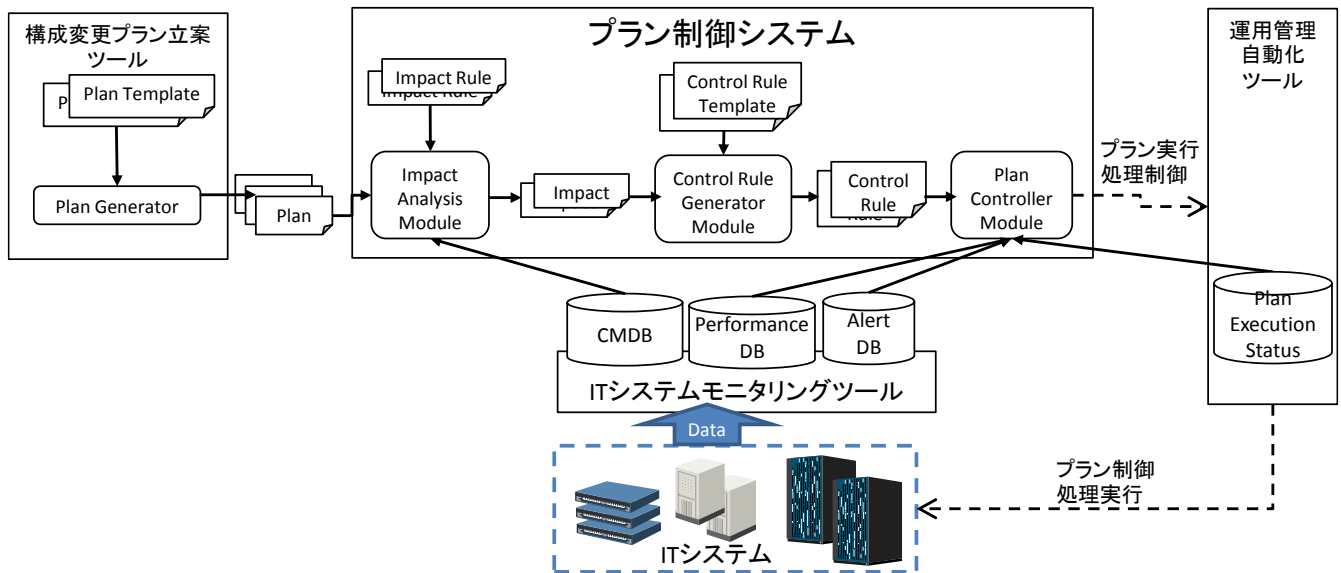 構成変更プラン立案
ツール
Plan Template
P
Plan Generator
Plan
プラン制御システム
Impact Rule
Impact Rule
Impact
Analysis
Module
Impact
Control Rule
Template
Control Rule
Generator
Module
Control
Rule
Rule
Plan
Controller
Module
プラン実行
処理制御
運用管理
自動化
ツール
Plan
Execution
Status
CMDB
Performance
DB
Alert
DB
ITシステムモニタリングツール
Data
ITシステム
プラン制御
処理実行